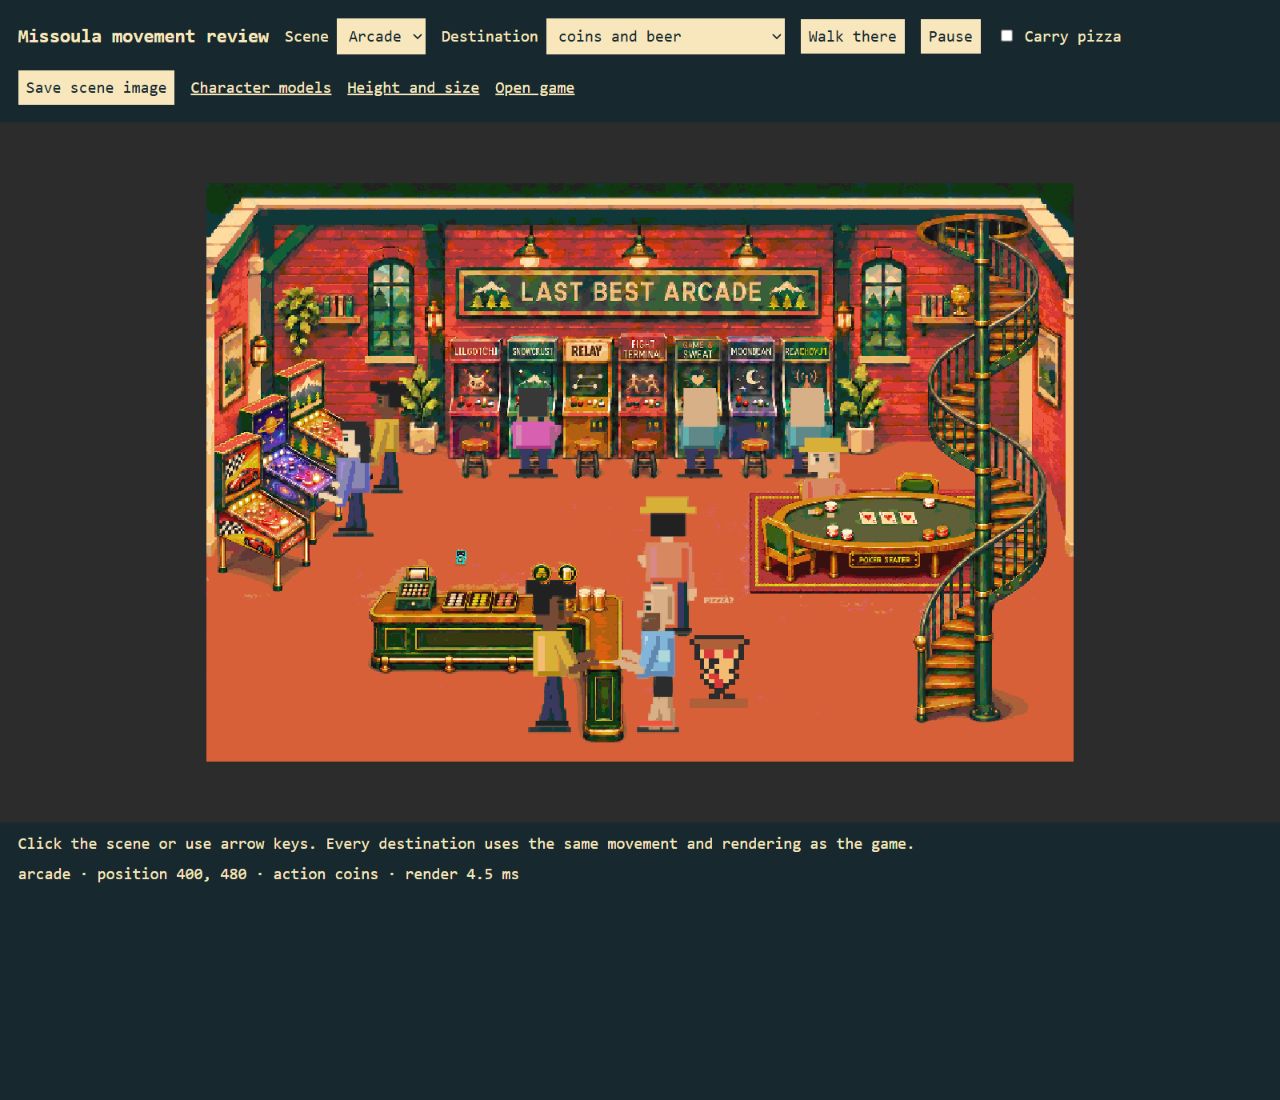 Missoula movement review Scene Arcade Destination coins and beer Walk there Pause Carry pizza
Save scene image Character models Height and size Open game
LAST BEST ARCADE
LILGOTCHI SNOWCRUST RELAY FIGHT TERMINAL GAME & SWEAT MOONBEAN
POKER SEATED
PIZZA?
Click the scene or use arrow keys. Every destination uses the same movement and rendering as the game.
arcade · position 400, 480 · action coins · render 4.5 ms